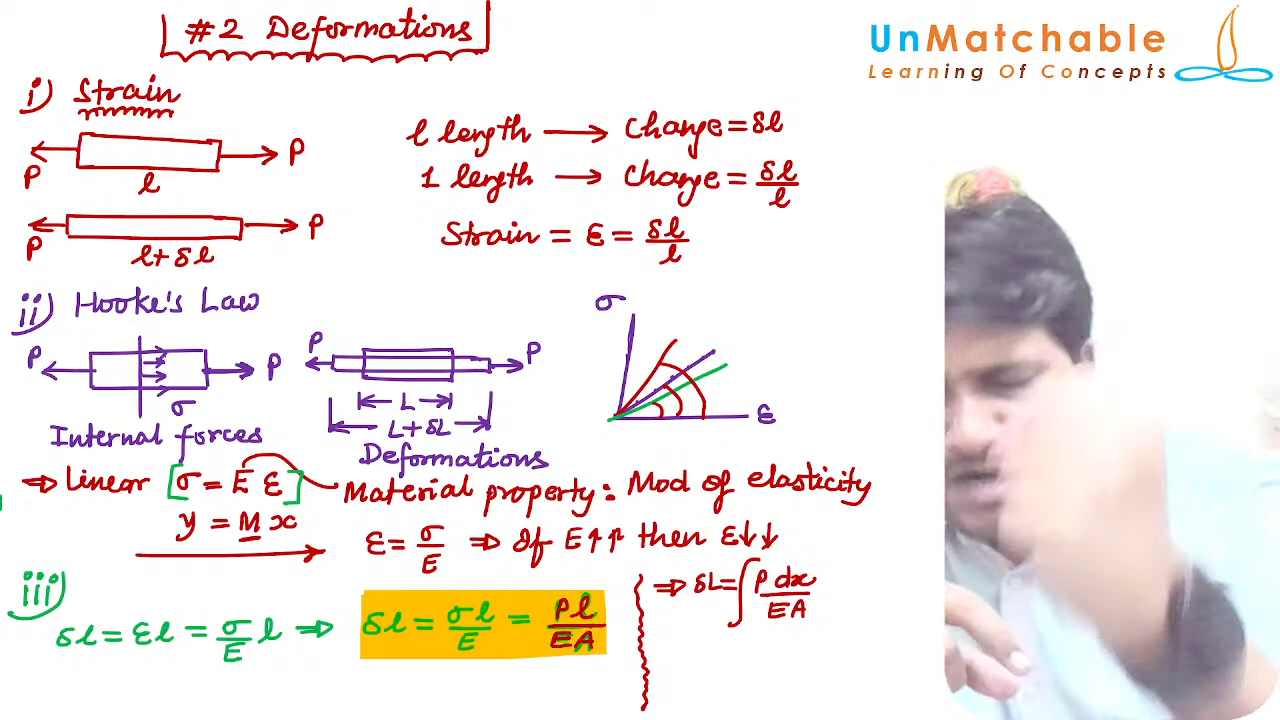 #2 Deformations
UnMatchable
Learning Of Concepts
i) Strain
P P
l
P P
l + δl
l length → Change = δl
1 length → Change = δl/l
Strain = ε = δl/l
ii) Hooke's Law
P P
σ
Internal forces
P P
L
L + δL
Deformations
σ
ε
⇒ Linear [σ = E ε]
Material property: Mod of elasticity
y = M x
ε = σ/E ⇒ If E↑↑ then ε↓↓
iii)
δl = εl = σ/E l ⇒ δl = σl/E = Pl/EA
⇒ δL = ∫ P dx/EA